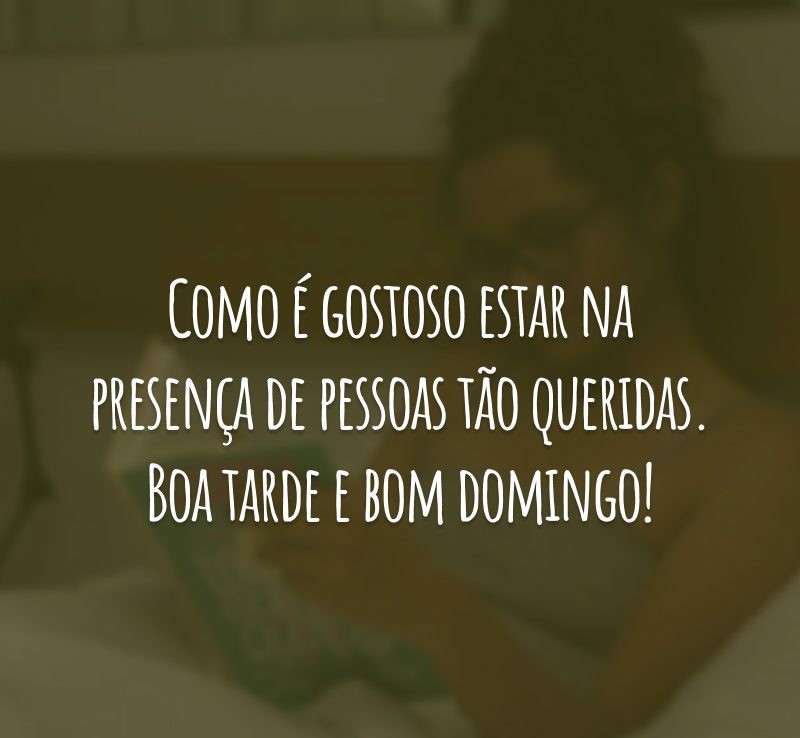 Como é gostoso estar na
presença de pessoas tão queridas.
Boa tarde e bom domingo!